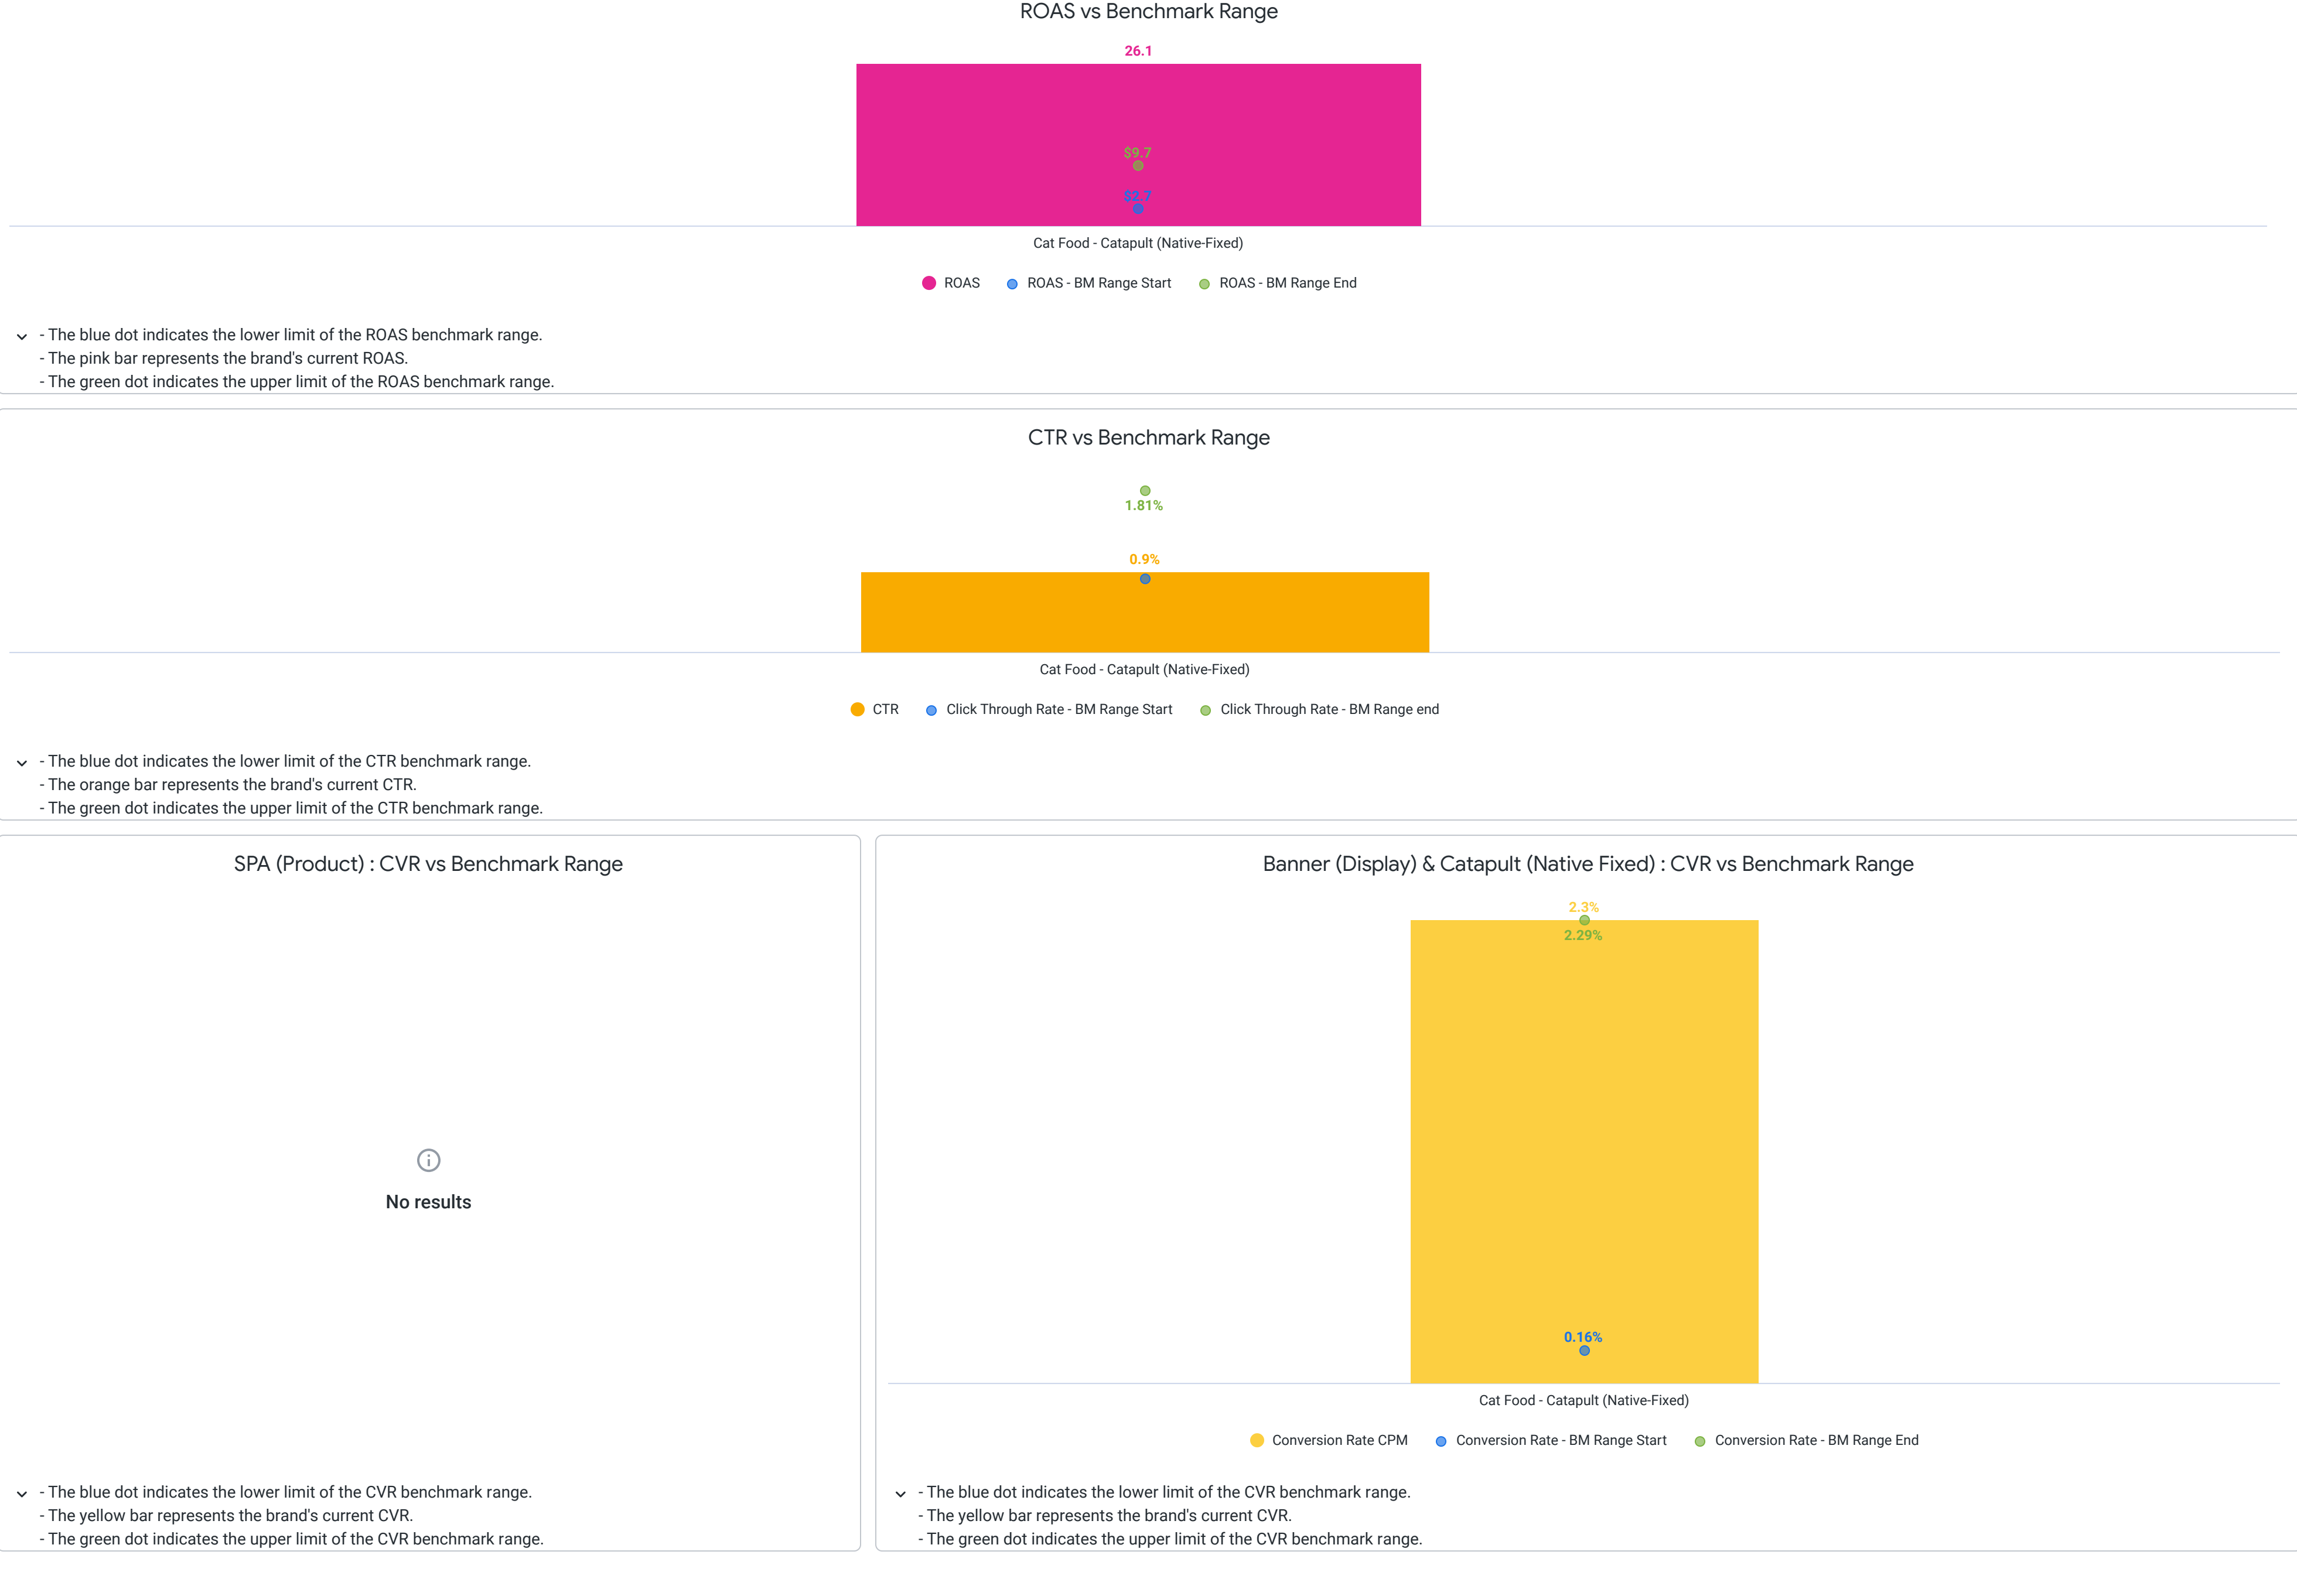 ROAS vs Benchmark Range
26.1
$9.7
$2.7
Cat Food - Catapult (Native-Fixed)
ROAS ROAS - BM Range Start ROAS - BM Range End
- The blue dot indicates the lower limit of the ROAS benchmark range.
- The pink bar represents the brand's current ROAS.
- The green dot indicates the upper limit of the ROAS benchmark range.
CTR vs Benchmark Range
1.81%
0.9%
Cat Food - Catapult (Native-Fixed)
CTR Click Through Rate - BM Range Start Click Through Rate - BM Range end
- The blue dot indicates the lower limit of the CTR benchmark range.
- The orange bar represents the brand's current CTR.
- The green dot indicates the upper limit of the CTR benchmark range.
SPA (Product) : CVR vs Benchmark Range
No results
- The blue dot indicates the lower limit of the CVR benchmark range.
- The yellow bar represents the brand's current CVR.
- The green dot indicates the upper limit of the CVR benchmark range.
Banner (Display) & Catapult (Native Fixed) : CVR vs Benchmark Range
2.3%
2.29%
0.16%
Cat Food - Catapult (Native-Fixed)
Conversion Rate CPM Conversion Rate - BM Range Start Conversion Rate - BM Range End
- The blue dot indicates the lower limit of the CVR benchmark range.
- The yellow bar represents the brand's current CVR.
- The green dot indicates the upper limit of the CVR benchmark range.